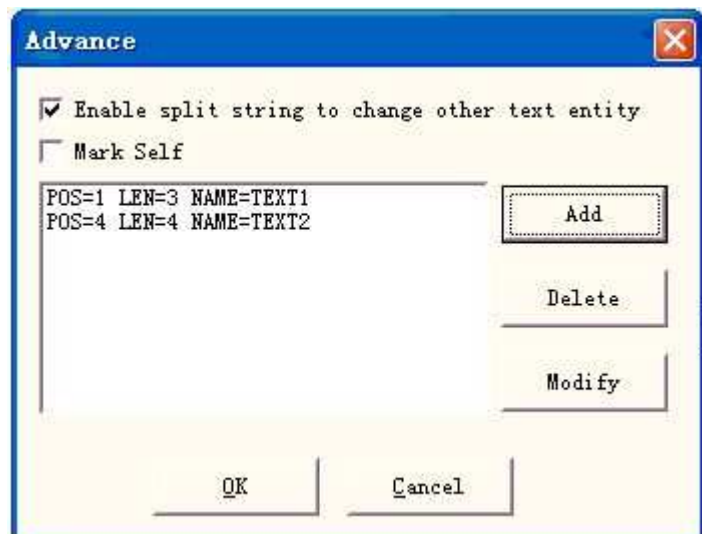 Advance
Enable split string to change other text entity
Mark Self
POS=1 LEN=3 NAME=TEXT1
POS=4 LEN=4 NAME=TEXT2
Add
Delete
Modify
OK
Cancel